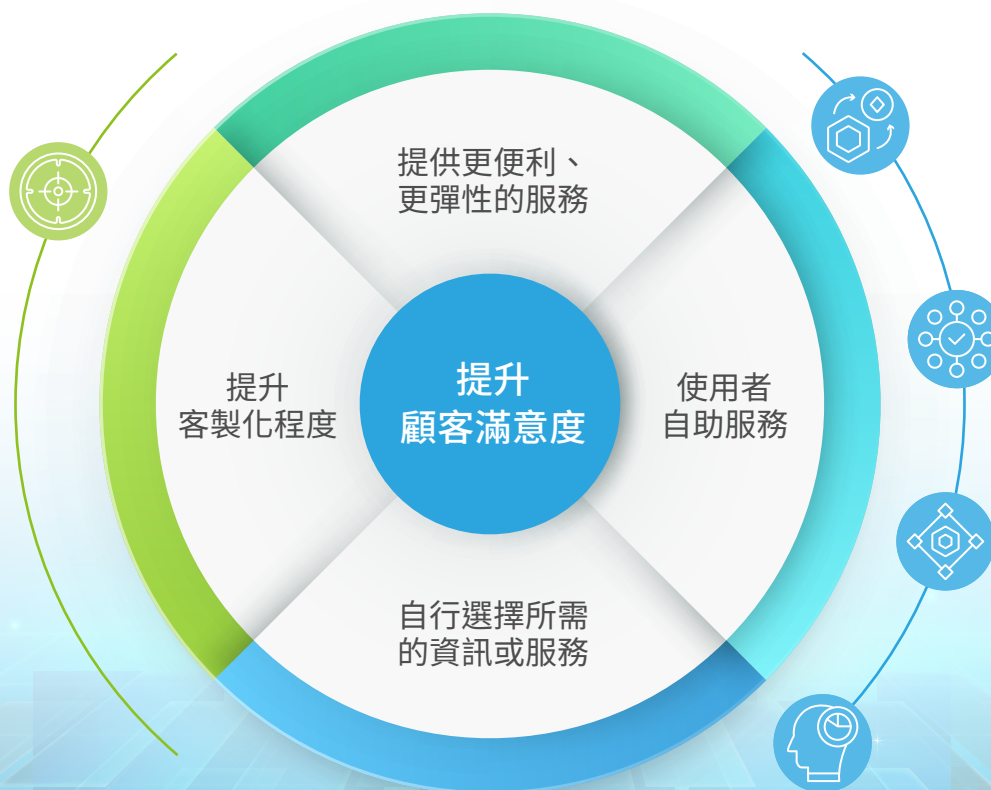 提供更便利、
更彈性的服務
提升
客製化程度
提升
顧客滿意度
使用者
自助服務
自行選擇所需
的資訊或服務